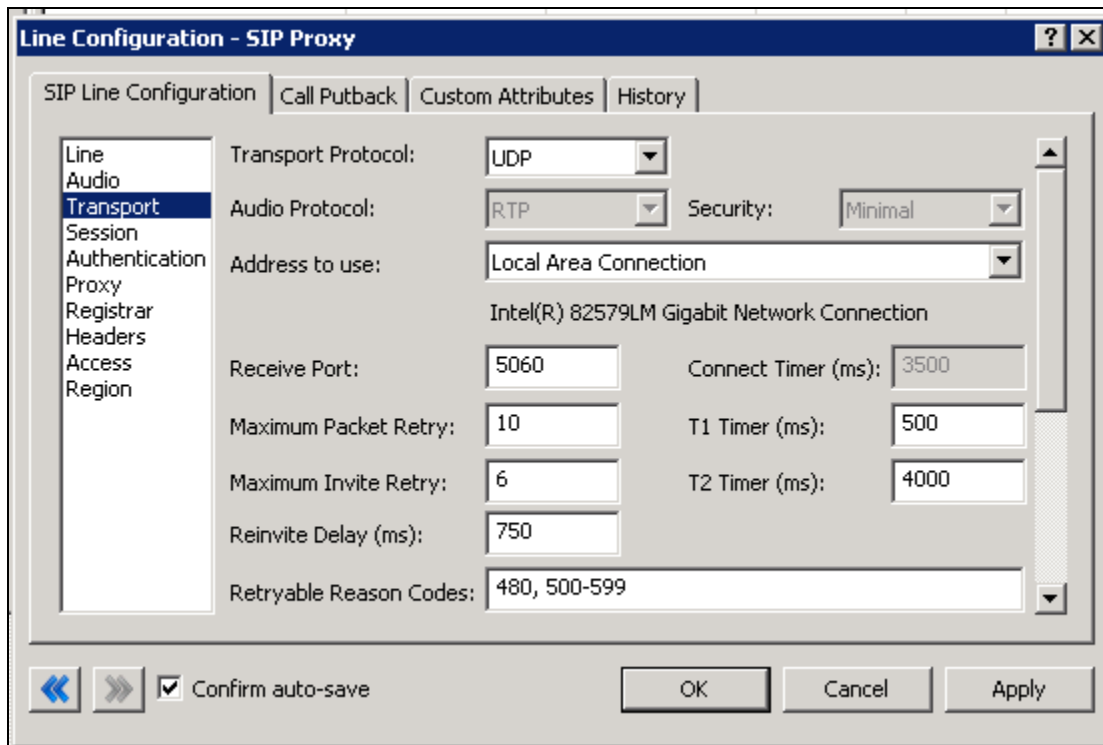 Line Configuration - SIP Proxy
SIP Line Configuration Call Putback Custom Attributes History
Line
Audio
Transport
Session
Authentication
Proxy
Registrar
Headers
Access
Region
Transport Protocol: UDP
Audio Protocol: RTP Security: Minimal
Address to use: Local Area Connection
Intel(R) 82579LM Gigabit Network Connection
Receive Port: 5060 Connect Timer (ms): 3500
Maximum Packet Retry: 10 T1 Timer (ms): 500
Maximum Invite Retry: 6 T2 Timer (ms): 4000
Reinvite Delay (ms): 750
Retryable Reason Codes: 480, 500-599
Confirm auto-save OK Cancel Apply